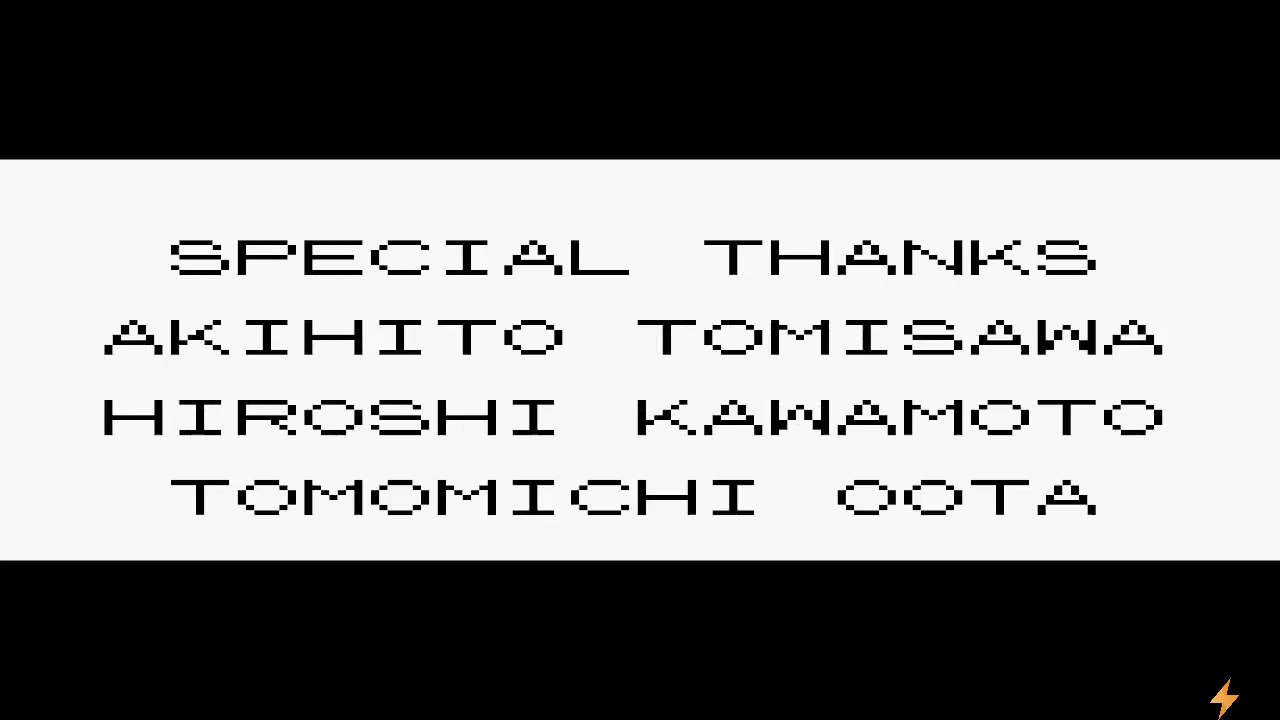 SPECIAL THANKS
AKIHITO TOMISAWA
HIROSHI KAWAMOTO
TOMOMICHI OOTA